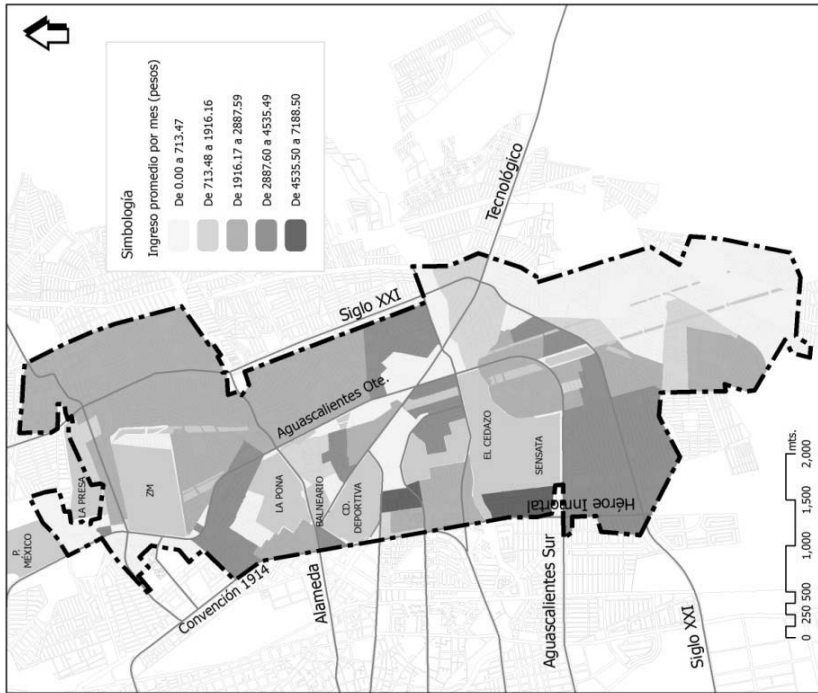 Simbología
Ingreso promedio por mes (pesos)
De 0.00 a 713.47
De 713.48 a 1916.16
De 1916.17 a 2887.59
De 2887.60 a 4535.49
De 4535.50 a 7188.50
P. MÉXICO
LA PRESA
ZM
Convención 1914
Siglo XXI
Aguascalientes Ote.
LA PONA
BALNEARIO
CD. DEPORTIVA
Alameda
Tecnológico
EL CEDAZO
SENSATA
Héroe Inmortal
Aguascalientes Sur
Siglo XXI
0 250 500 1,000 1,500 2,000
mts.